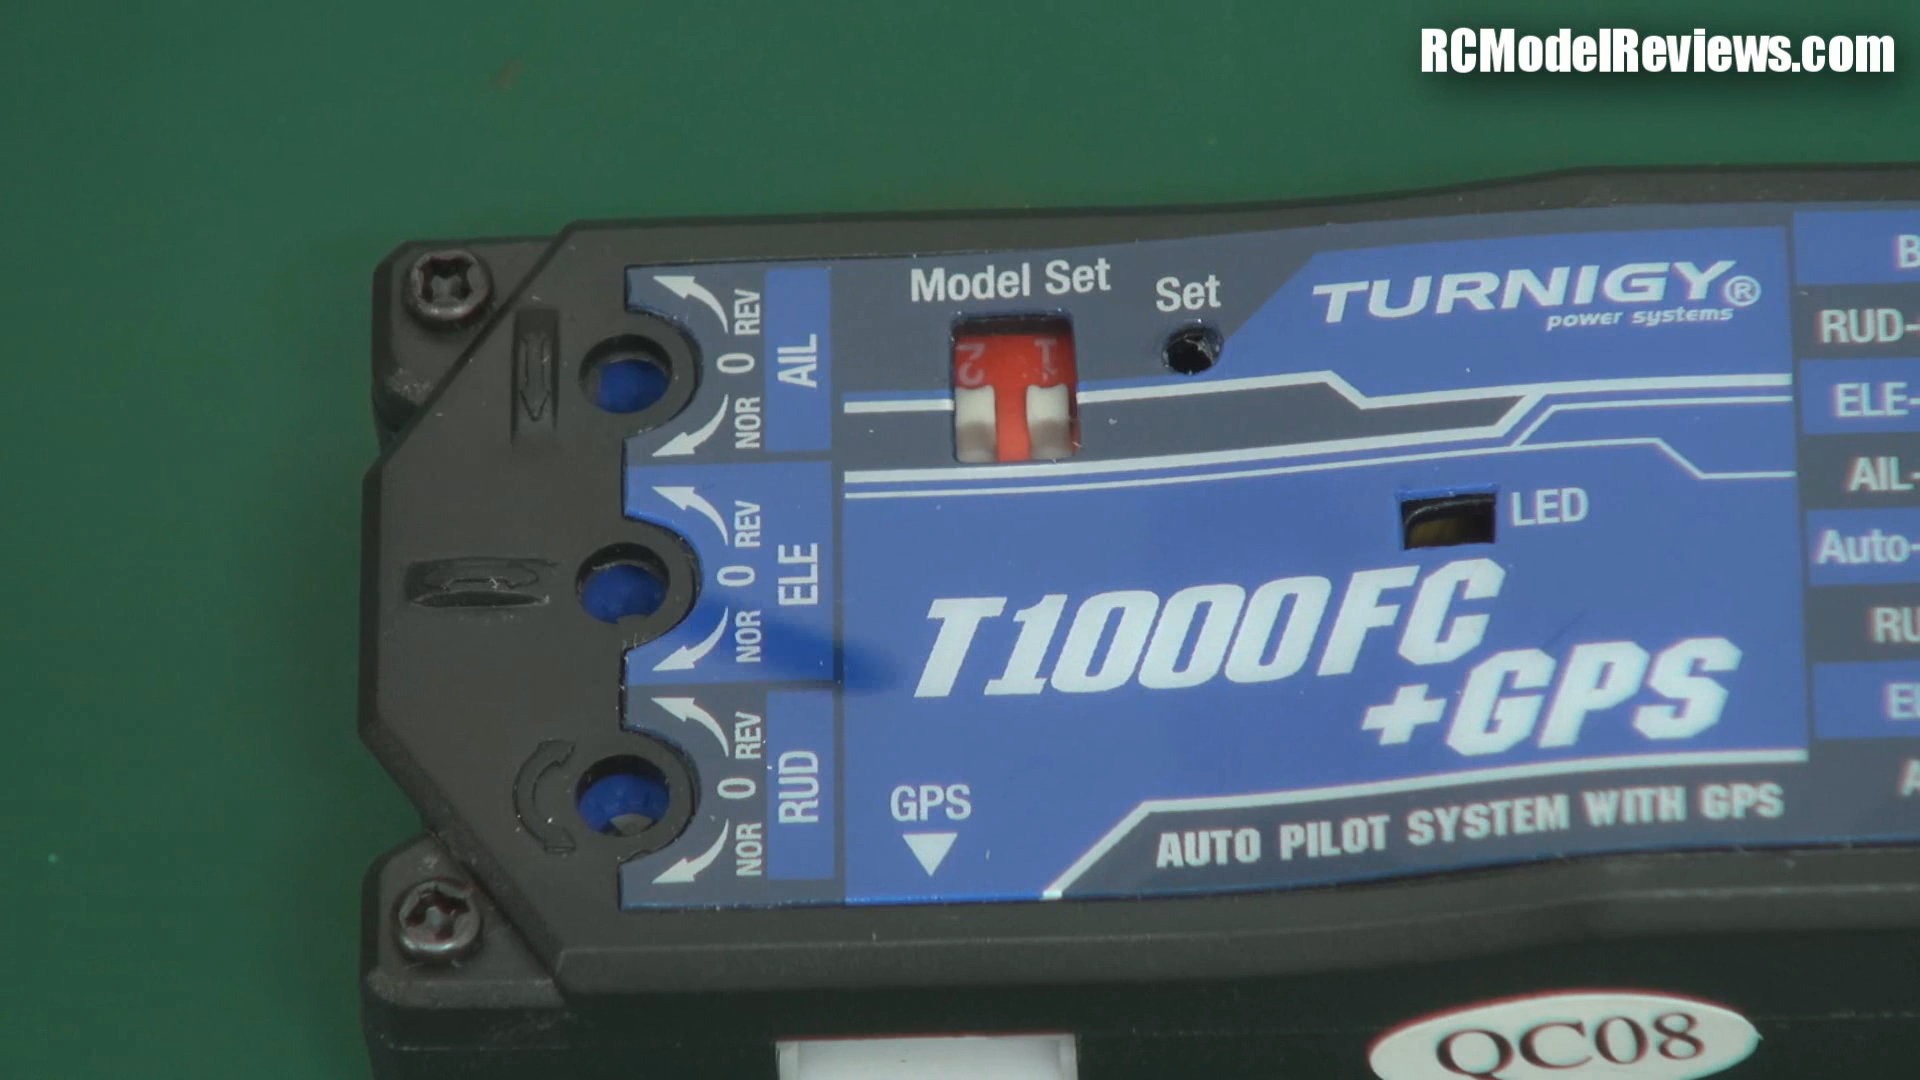 RCModelReviews.com
Model Set
Set
TURNIGY®
power systems
2 1
REV
0
NOR
AIL
REV
0
NOR
ELE
REV
0
NOR
RUD
LED
T1000FC
+GPS
GPS
AUTO PILOT SYSTEM WITH GPS
RUD-
ELE-
AIL-
Auto-
QC08